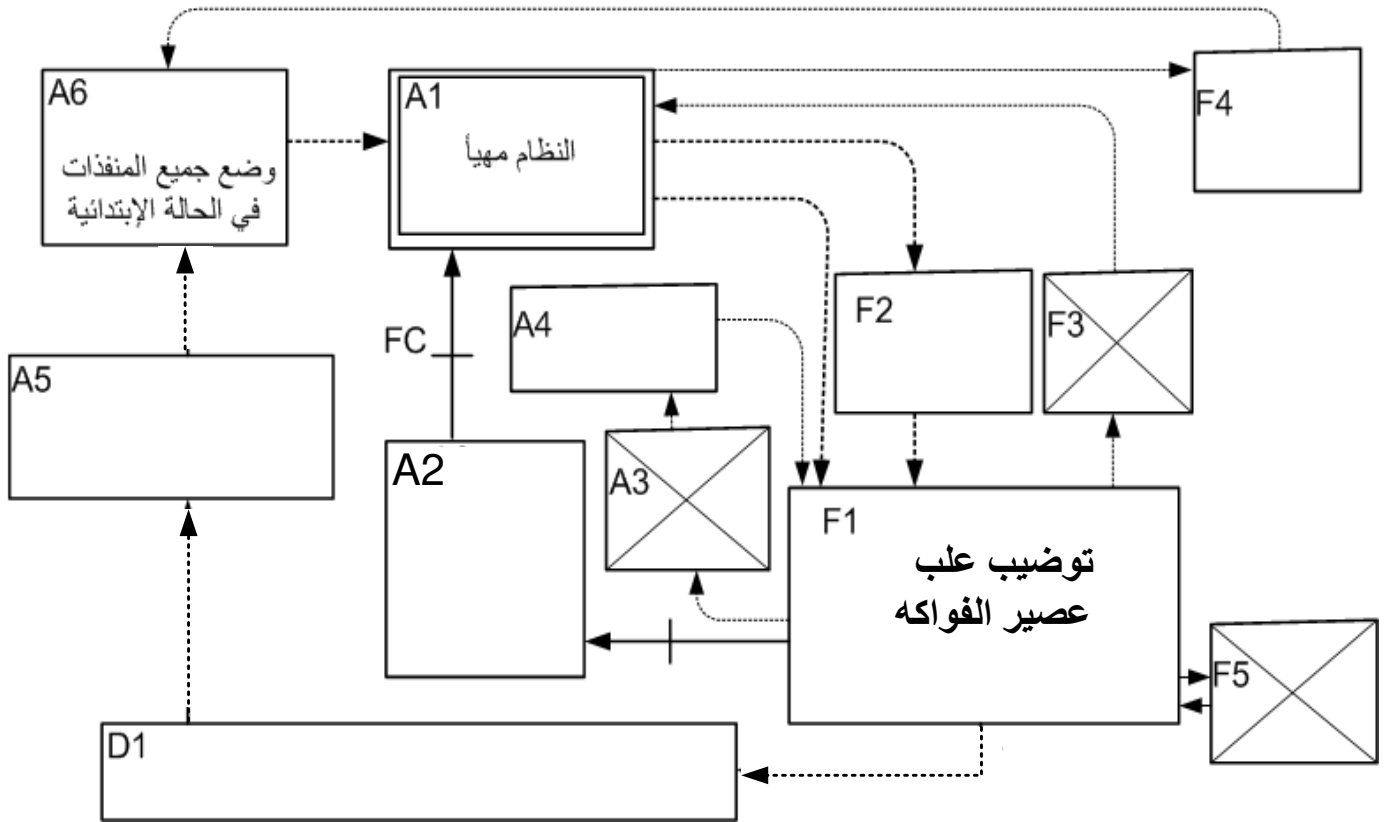 A6
وضع جميع المنفذات
في الحالة الإبتدائية
A1
النظام مهيأ
F4
A4
F2
F3
FC
A5
A2
A3
F1
توضيب علب
عصير الفواكه
F5
D1